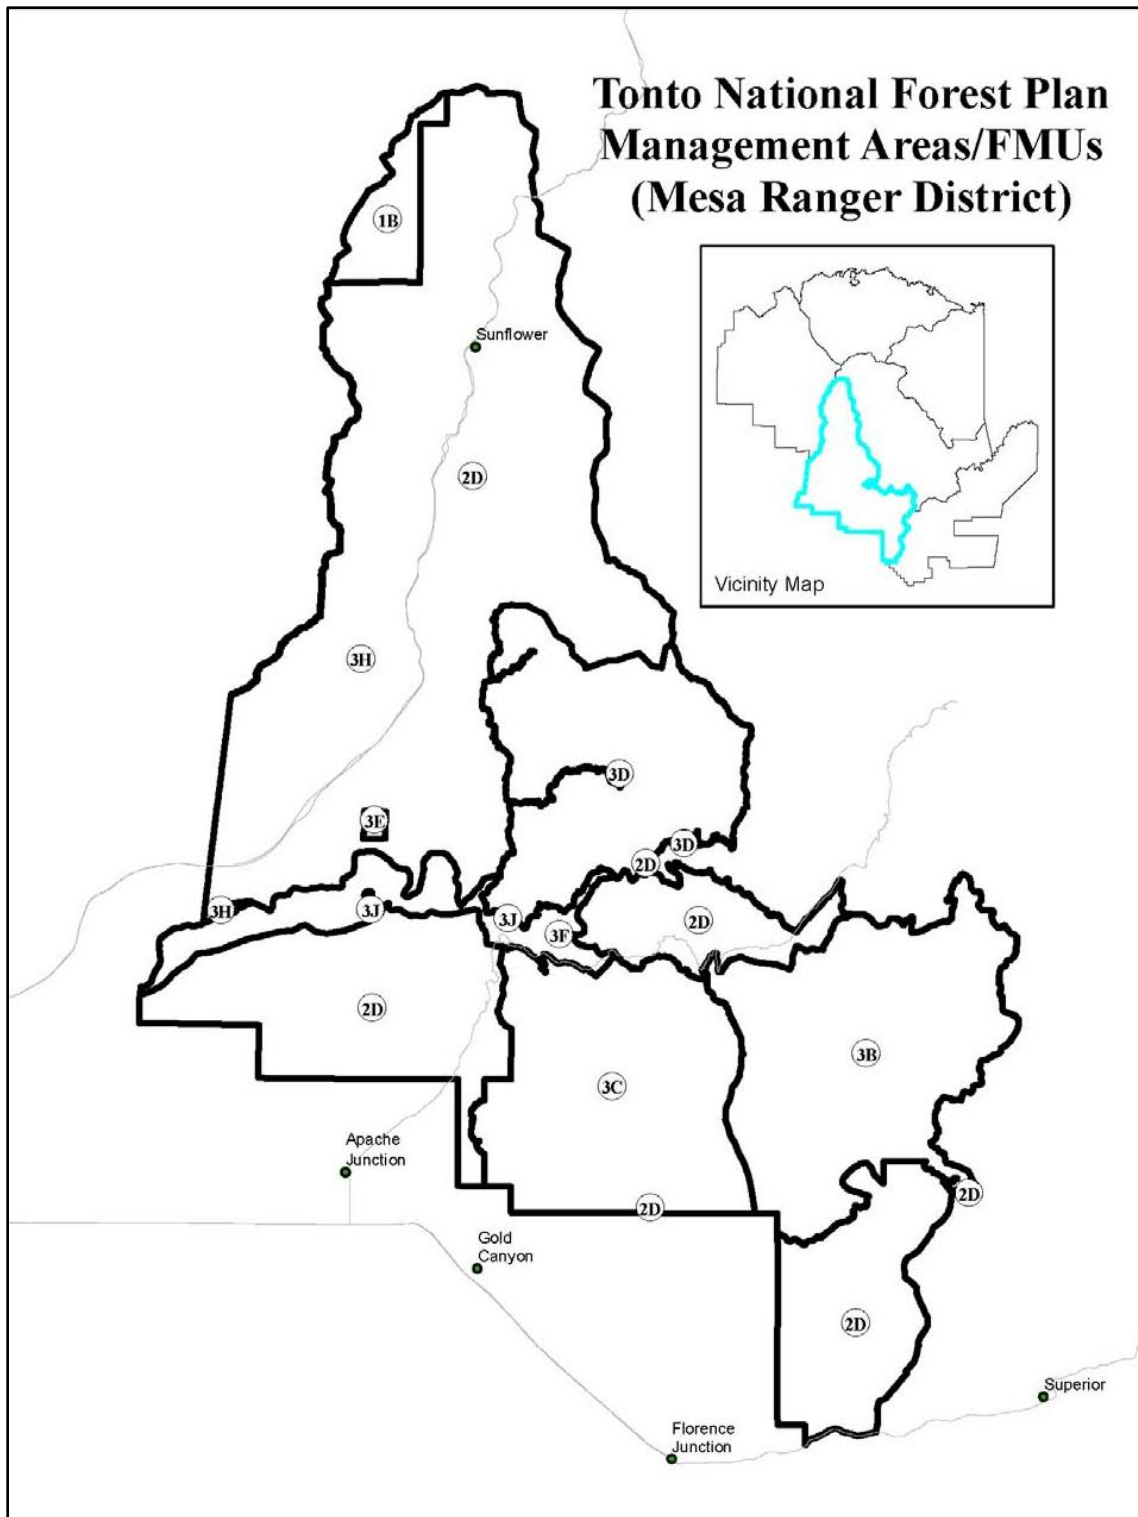 Tonto National Forest Plan
Management Areas/FMUs
(Mesa Ranger District)
1B
Sunflower
2D
Vicinity Map
3H
3D
3E
3D
2D
3H
3J
3J
3F
2D
2D
3B
3C
Apache
Junction
2D
2D
Gold
Canyon
2D
Superior
Florence
Junction